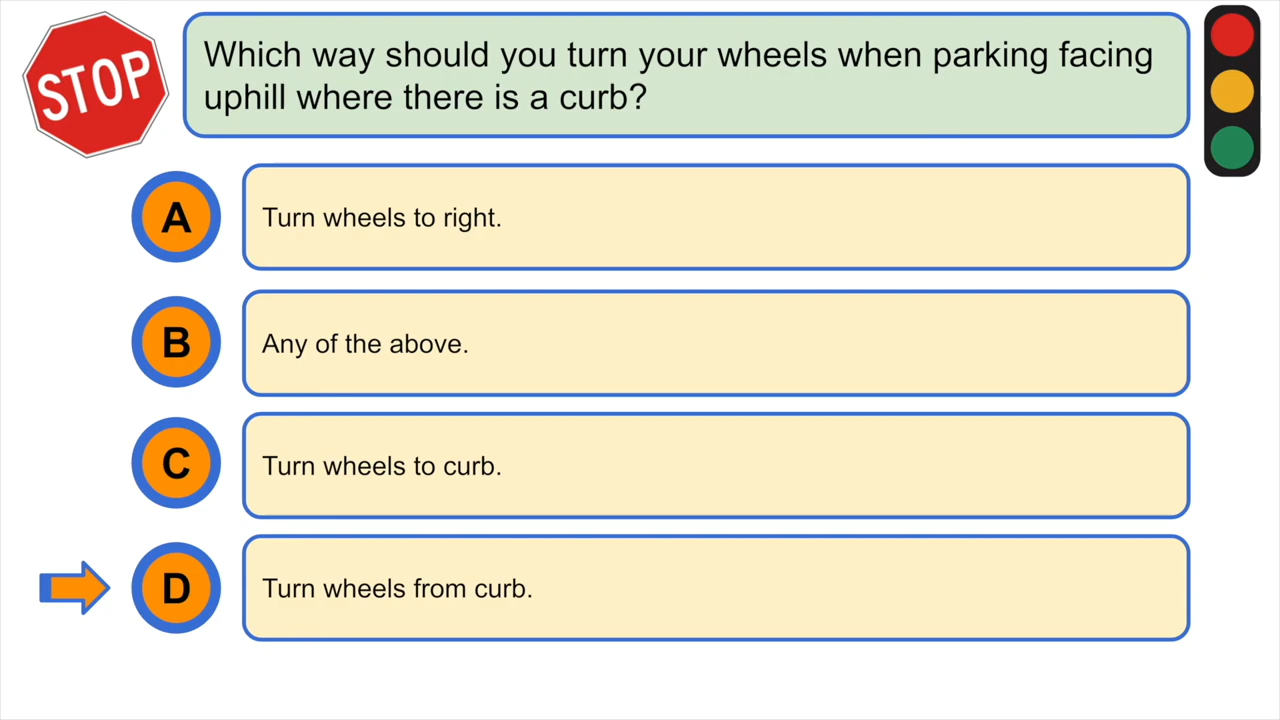 STOP
Which way should you turn your wheels when parking facing
uphill where there is a curb?
A
Turn wheels to right.
B
Any of the above.
C
Turn wheels to curb.
D
Turn wheels from curb.